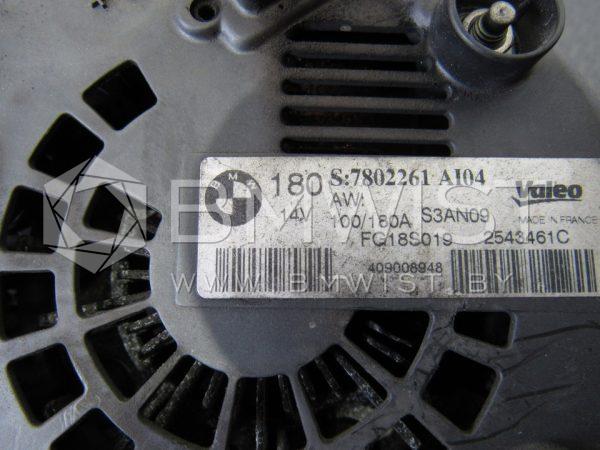 BMW 180 S:7802261 AI04
14V AW:
100/180A S3AN09
Valeo
MADE IN FRANCE
FG18S019 2543461C
409008948
BMWIST
WWW.BMWIST.BY